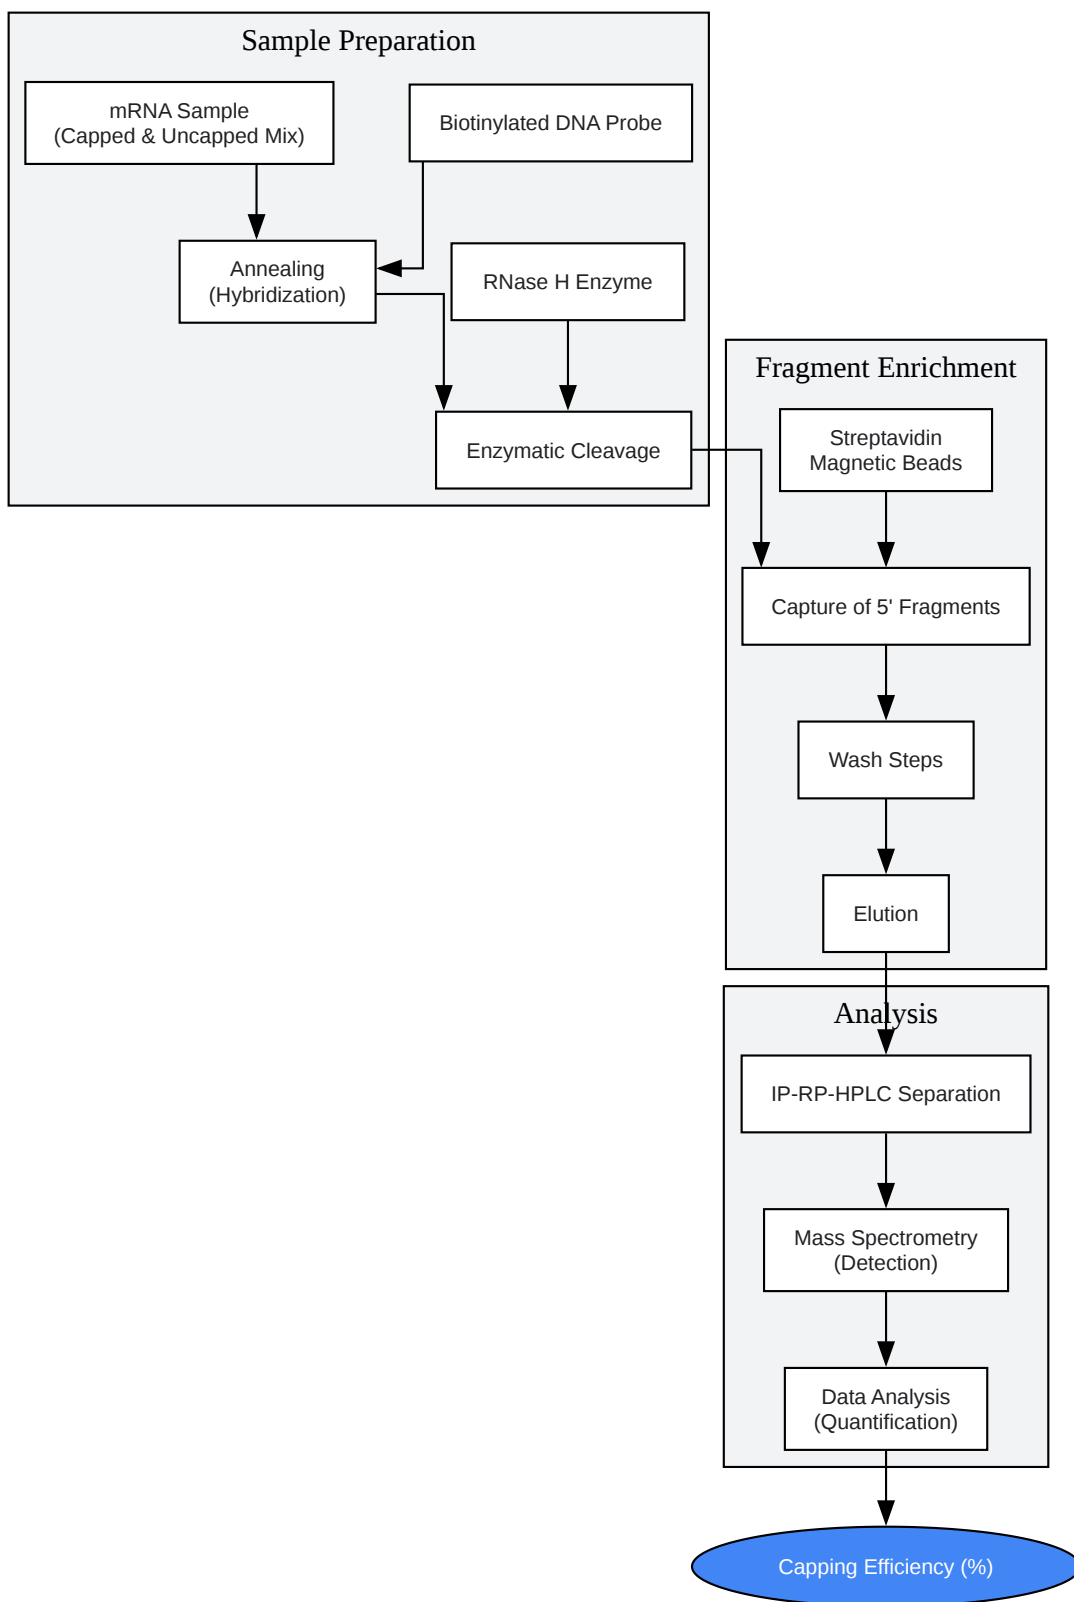 Sample Preparation
mRNA Sample
(Capped & Uncapped Mix)
Biotinylated DNA Probe
Annealing
(Hybridization)
RNase H Enzyme
Enzymatic Cleavage
Fragment Enrichment
Streptavidin
Magnetic Beads
Capture of 5' Fragments
Wash Steps
Elution
Analysis
IP-RP-HPLC Separation
Mass Spectrometry
(Detection)
Data Analysis
(Quantification)
Capping Efficiency (%)